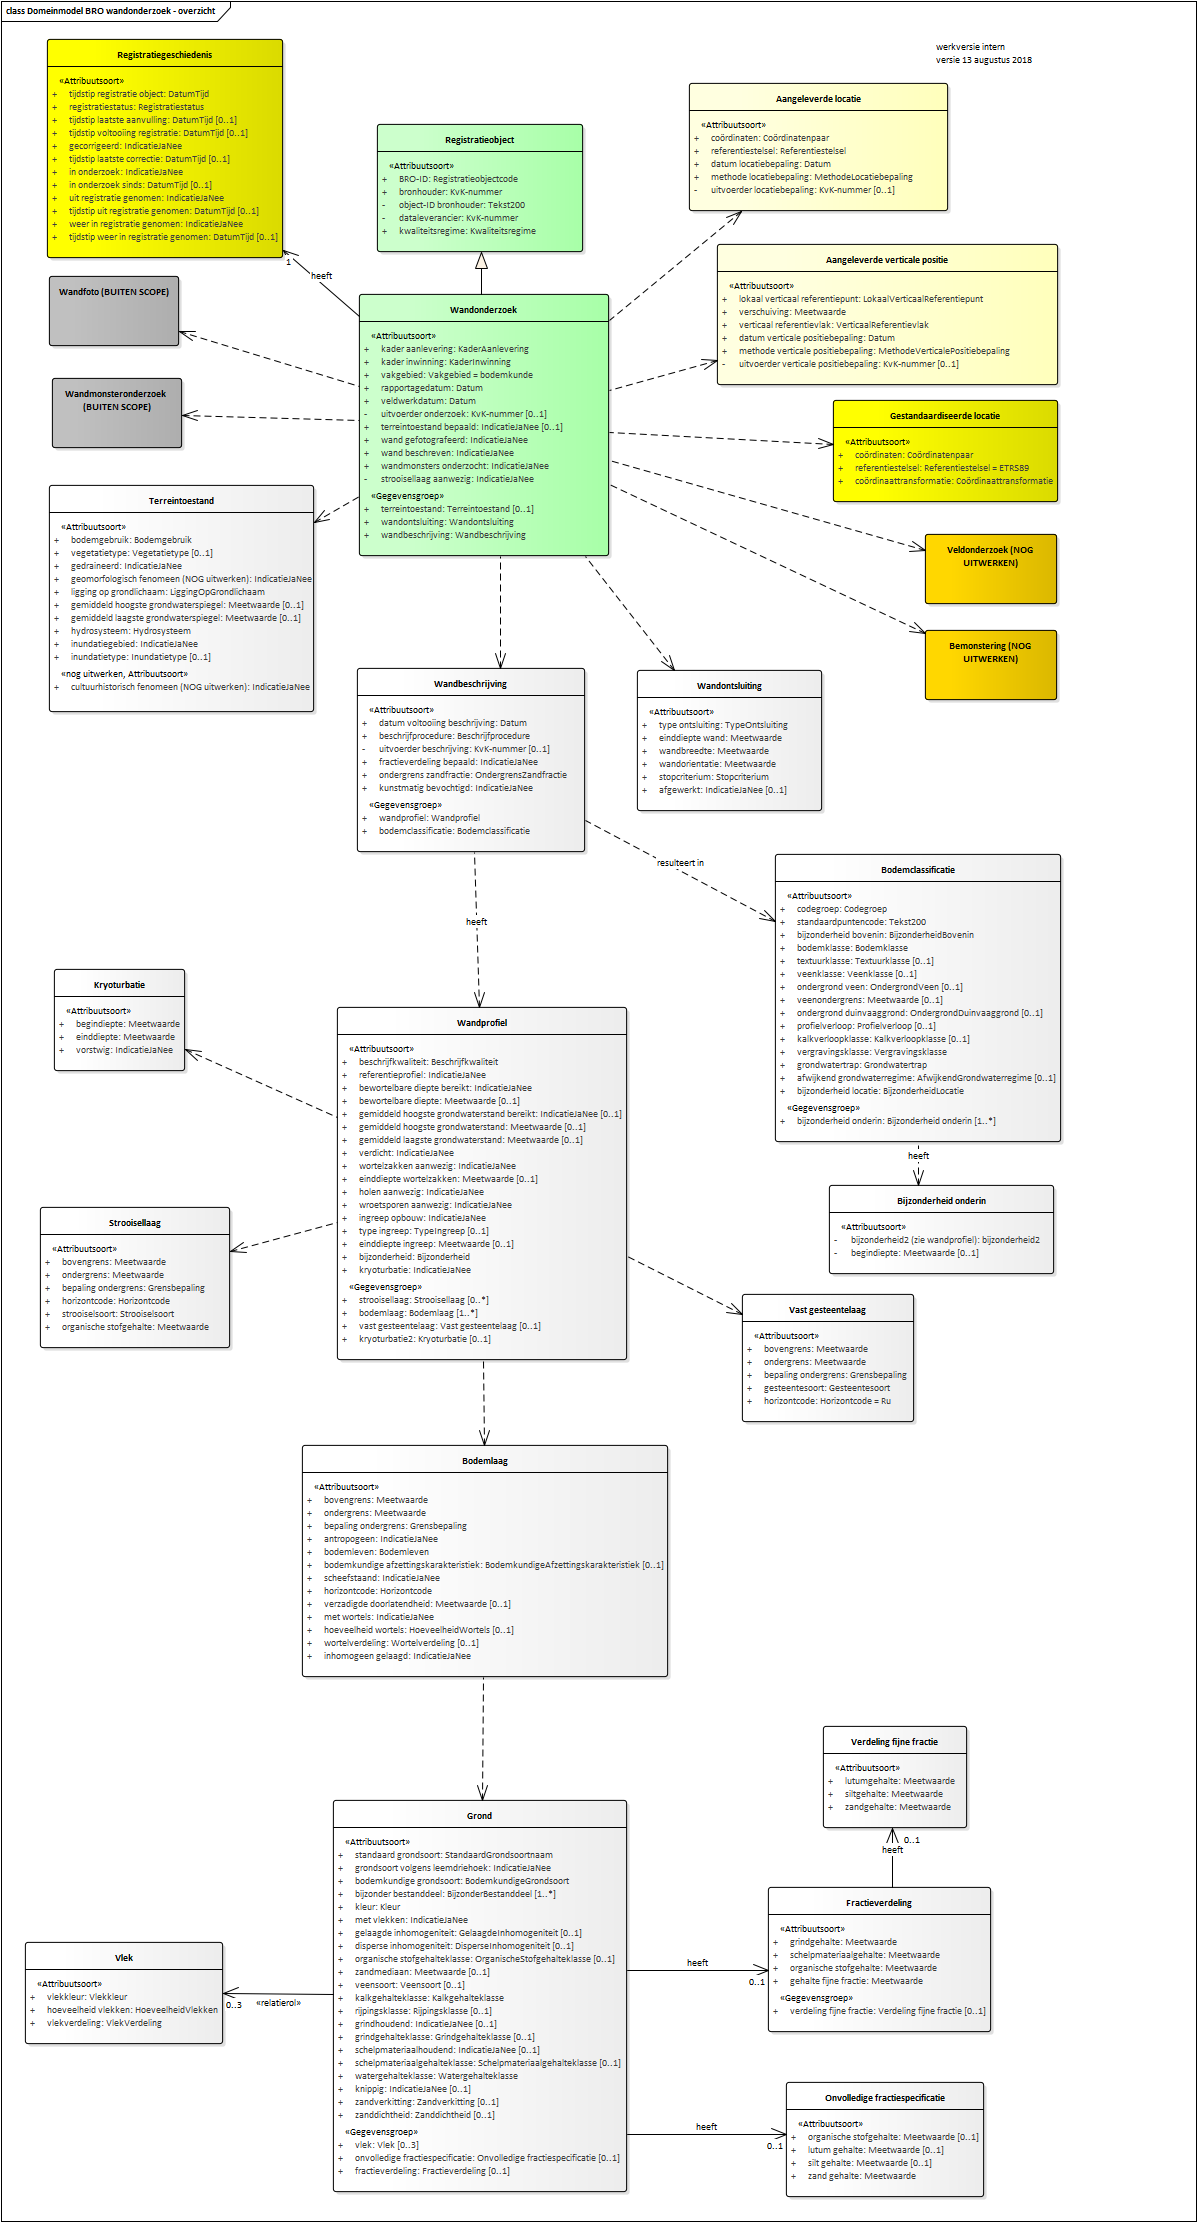 class Domeinmodel BRO wandonderzoek - overzicht
werkversie intern
versie 13 augustus 2018
Registratiegeschiedenis
«Attribuutsoort»
+ tijdstip registratie object: DatumTijd
+ registratiestatus: Registratiestatus
+ tijdstip laatste aanvulling: DatumTijd [0..1]
+ tijdstip voltooiing registratie: DatumTijd [0..1]
+ gecorrigeerd: IndicatieJaNee
+ tijdstip laatste correctie: DatumTijd [0..1]
+ in onderzoek: IndicatieJaNee
+ in onderzoek sinds: DatumTijd [0..1]
+ uit registratie genomen: IndicatieJaNee
+ tijdstip uit registratie genomen: DatumTijd [0..1]
+ weer in registratie genomen: IndicatieJaNee
+ tijdstip weer in registratie genomen: DatumTijd [0..1]
Registratieobject
«Attribuutsoort»
+ BRO-ID: Registratieobjectcode
+ bronhouder: KvK-nummer
- object-ID bronhouder: Tekst200
- dataleverancier: KvK-nummer
+ kwaliteitsregime: Kwaliteitsregime
Aangeleverde locatie
«Attribuutsoort»
+ coördinaten: Coördinatenpaar
+ referentiestelsel: Referentiestelsel
+ datum locatiebepaling: Datum
+ methode locatiebepaling: MethodeLocatiebepaling
- uitvoerder locatiebepaling: KvK-nummer [0..1]
Aangeleverde verticale positie
«Attribuutsoort»
+ lokaal verticaal referentiepunt: LokaalVerticaalReferentiepunt
+ verschuiving: Meetwaarde
+ verticaal referentievlak: VerticaalReferentievlak
+ datum verticale positiebepaling: Datum
+ methode verticale positiebepaling: MethodeVerticalePositiebepaling
- uitvoerder verticale positiebepaling: KvK-nummer [0..1]
1
heeft
Wandfoto (BUITEN SCOPE)
Wandmonsteronderzoek
(BUITEN SCOPE)
Wandonderzoek
«Attribuutsoort»
+ kader aanlevering: KaderAanlevering
+ kader inwinning: KaderInwinning
+ vakgebied: Vakgebied = bodemkunde
+ rapportagedatum: Datum
+ veldwerkdatum: Datum
- uitvoerder onderzoek: KvK-nummer [0..1]
+ terreintoestand bepaald: IndicatieJaNee [0..1]
+ wand gefotografeerd: IndicatieJaNee
+ wand beschreven: IndicatieJaNee
+ wandmonsters onderzocht: IndicatieJaNee
- strooisellaag aanwezig: IndicatieJaNee
«Gegevensgroep»
+ terreintoestand: Terreintoestand [0..1]
+ wandontsluiting: Wandontsluiting
+ wandbeschrijving: Wandbeschrijving
Gestandaardiseerde locatie
«Attribuutsoort»
+ coördinaten: Coördinatenpaar
+ referentiestelsel: Referentiestelsel = ETRS89
+ coördinaattransformatie: Coördinaattransformatie
Veldonderzoek (NOG
UITWERKEN)
Bemonstering (NOG
UITWERKEN)
Terreintoestand
«Attribuutsoort»
+ bodemgebruik: Bodemgebruik
+ vegetatietype: Vegetatietype [0..1]
+ gedraineerd: IndicatieJaNee
+ geomorfologisch fenomeen (NOG uitwerken): IndicatieJaNee
+ ligging op grondlichaam: LiggingOpGrondlichaam
+ gemiddeld hoogste grondwaterspiegel: Meetwaarde [0..1]
+ gemiddeld laagste grondwaterspiegel: Meetwaarde [0..1]
+ hydrosysteem: Hydrosysteem
+ inundatiegebied: IndicatieJaNee
+ inundatietype: Inundatietype [0..1]
«nog uitwerken, Attribuutsoort»
+ cultuurhistorisch fenomeen (NOG uitwerken): IndicatieJaNee
Wandbeschrijving
«Attribuutsoort»
+ datum voltooiing beschrijving: Datum
+ beschrijfprocedure: Beschrijfprocedure
- uitvoerder beschrijving: KvK-nummer [0..1]
+ fractieverdeling bepaald: IndicatieJaNee
+ ondergrens zandfractie: OndergrensZandfractie
+ kunstmatig bevochtigd: IndicatieJaNee
«Gegevensgroep»
+ wandprofiel: Wandprofiel
+ bodemclassificatie: Bodemclassificatie
Wandontsluiting
«Attribuutsoort»
+ type ontsluiting: TypeOntsluiting
+ einddiepte wand: Meetwaarde
+ wandbreedte: Meetwaarde
+ wandorientatie: Meetwaarde
+ stopcriterium: Stopcriterium
+ afgewerkt: IndicatieJaNee [0..1]
resulteert in
heeft
Bodemclassificatie
«Attribuutsoort»
+ codegroep: Codegroep
+ standaardpuntencode: Tekst200
+ bijzonderheid bovenin: BijzonderheidBovenin
+ bodemklasse: Bodemklasse
+ textuurklasse: Textuurklasse [0..1]
+ veenklasse: Veenklasse [0..1]
+ ondergrond veen: OndergrondVeen [0..1]
+ veenondergrens: Meetwaarde [0..1]
+ ondergrond duinvaaggrond: OndergrondDuinvaaggrond [0..1]
+ profielverloop: Profielverloop [0..1]
+ kalkverloopklasse: Kalkverloopklasse [0..1]
+ vergravingsklasse: Vergravingsklasse
+ grondwatertrap: Grondwatertrap
+ afwijkend grondwaterregime: AfwijkendGrondwaterregime [0..1]
+ bijzonderheid locatie: BijzonderheidLocatie
«Gegevensgroep»
+ bijzonderheid onderin: Bijzonderheid onderin [1..*]
heeft
Bijzonderheid onderin
«Attribuutsoort»
- bijzonderheid2 (zie wandprofiel): bijzonderheid2
- begindiepte: Meetwaarde [0..1]
Kryoturbatie
«Attribuutsoort»
+ begindiepte: Meetwaarde
+ einddiepte: Meetwaarde
+ vorstwig: IndicatieJaNee
Wandprofiel
«Attribuutsoort»
+ beschrijfkwaliteit: Beschrijfkwaliteit
+ referentieprofiel: IndicatieJaNee
+ bewortelbare diepte bereikt: IndicatieJaNee
+ bewortelbare diepte: Meetwaarde [0..1]
+ gemiddeld hoogste grondwaterstand bereikt: IndicatieJaNee [0..1]
+ gemiddeld hoogste grondwaterstand: Meetwaarde [0..1]
+ gemiddeld laagste grondwaterstand: Meetwaarde [0..1]
+ verdicht: IndicatieJaNee
+ wortelzakken aanwezig: IndicatieJaNee
+ einddiepte wortelzakken: Meetwaarde [0..1]
+ holen aanwezig: IndicatieJaNee
+ wroetsporen aanwezig: IndicatieJaNee
+ ingreep opbouw: IndicatieJaNee
+ type ingreep: TypeIngreep [0..1]
+ einddiepte ingreep: Meetwaarde [0..1]
+ bijzonderheid: Bijzonderheid
+ kryoturbatie: IndicatieJaNee
«Gegevensgroep»
+ strooisellaag: Strooisellaag [0..*]
+ bodemlaag: Bodemlaag [1..*]
+ vast gesteentelaag: Vast gesteentelaag [0..1]
+ kryoturbatie2: Kryoturbatie [0..1]
Strooisellaag
«Attribuutsoort»
+ bovengrens: Meetwaarde
+ ondergrens: Meetwaarde
+ bepaling ondergrens: Grensbepaling
+ horizontcode: Horizontcode
+ strooiselsoort: Strooiselsoort
+ organische stofgehalte: Meetwaarde
Vast gesteentelaag
«Attribuutsoort»
+ bovengrens: Meetwaarde
+ ondergrens: Meetwaarde
+ bepaling ondergrens: Grensbepaling
+ gesteentesoort: Gesteentesoort
+ horizontcode: Horizontcode = Ru
Bodemlaag
«Attribuutsoort»
+ bovengrens: Meetwaarde
+ ondergrens: Meetwaarde
+ bepaling ondergrens: Grensbepaling
+ antropogeen: IndicatieJaNee
+ bodemleven: Bodemleven
+ bodemkundige afzettingskarakteristiek: BodemkundigeAfzettingskarakteristiek [0..1]
+ scheefstaand: IndicatieJaNee
+ horizontcode: Horizontcode
+ verzadigde doorlatendheid: Meetwaarde [0..1]
+ met wortels: IndicatieJaNee
+ hoeveelheid wortels: HoeveelheidWortels [0..1]
+ wortelverdeling: Wortelverdeling [0..1]
+ inhomogeen gelaagd: IndicatieJaNee
Verdeling fijne fractie
«Attribuutsoort»
+ lutumgehalte: Meetwaarde
+ siltgehalte: Meetwaarde
+ zandgehalte: Meetwaarde
0..1
heeft
Grond
«Attribuutsoort»
+ standaard grondsoort: StandaardGrondsoortnaam
+ grondsoort volgens leemdriehoek: IndicatieJaNee
+ bodemkundige grondsoort: BodemkundigeGrondsoort
+ bijzonder bestanddeel: BijzonderBestanddeel [1..*]
+ kleur: Kleur
+ met vlekken: IndicatieJaNee
+ gelaagde inhomogeniteit: GelaagdeInhomogeniteit [0..1]
+ disperse inhomogeniteit: DisperseInhomogeniteit [0..1]
+ organische stofgehalteklasse: OrganischeStofgehalteklasse [0..1]
+ zandmediaan: Meetwaarde [0..1]
+ veensoort: Veensoort [0..1]
+ kalkgehalteklasse: Kalkgehalteklasse
+ rijpingsklasse: Rijpingsklasse [0..1]
+ grindhoudend: IndicatieJaNee [0..1]
+ grindgehalteklasse: Grindgehalteklasse [0..1]
+ schelpmateriaalhoudend: IndicatieJaNee [0..1]
+ schelpmateriaalgehalteklasse: Schelpmateriaalgehalteklasse [0..1]
+ watergehalteklasse: Watergehalteklasse
+ knippig: IndicatieJaNee [0..1]
+ zandverkitting: Zandverkitting [0..1]
+ zanddichtheid: Zanddichtheid [0..1]
«Gegevensgroep»
+ vlek: Vlek [0..3]
+ onvolledige fractiespecificatie: Onvolledige fractiespecificatie [0..1]
+ fractieverdeling: Fractieverdeling [0..1]
Fractieverdeling
«Attribuutsoort»
+ grindgehalte: Meetwaarde
+ schelpmateriaalgehalte: Meetwaarde
+ organische stofgehalte: Meetwaarde
+ gehalte fijne fractie: Meetwaarde
«Gegevensgroep»
+ verdeling fijne fractie: Verdeling fijne fractie [0..1]
heeft
0..1
Vlek
«Attribuutsoort»
+ vlekkleur: Vlekkleur
+ hoeveelheid vlekken: HoeveelheidVlekken
+ vlekverdeling: VlekVerdeling
0..3
«relatierol»
heeft
0..1
Onvolledige fractiespecificatie
«Attribuutsoort»
+ organische stofgehalte: Meetwaarde [0..1]
+ lutum gehalte: Meetwaarde [0..1]
+ silt gehalte: Meetwaarde [0..1]
+ zand gehalte: Meetwaarde